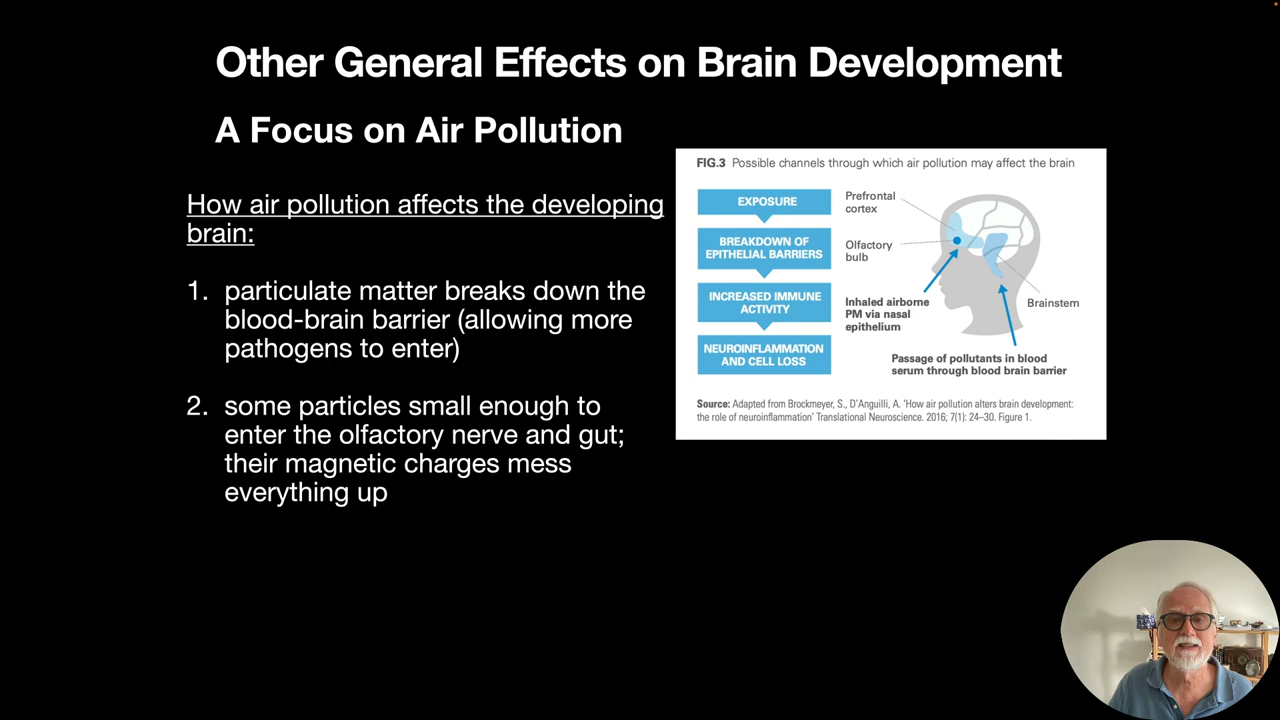 Other General Effects on Brain Development
A Focus on Air Pollution
How air pollution affects the developing
brain:
1. particulate matter breaks down the
blood-brain barrier (allowing more
pathogens to enter)
2. some particles small enough to
enter the olfactory nerve and gut;
their magnetic charges mess
everything up
FIG.3 Possible channels through which air pollution may affect the brain
EXPOSURE
BREAKDOWN OF
EPITHELIAL BARRIERS
INCREASED IMMUNE
ACTIVITY
NEUROINFLAMMATION
AND CELL LOSS
Prefrontal
cortex
Olfactory
bulb
Inhaled airborne
PM via nasal
epithelium
Brainstem
Passage of pollutants in blood
serum through blood brain barrier
Source: Adapted from Brockmeyer, S., D’Anguilli, A. ‘How air pollution alters brain development:
the role of neuroinflammation’ Translational Neuroscience. 2016; 7(1): 24–30. Figure 1.